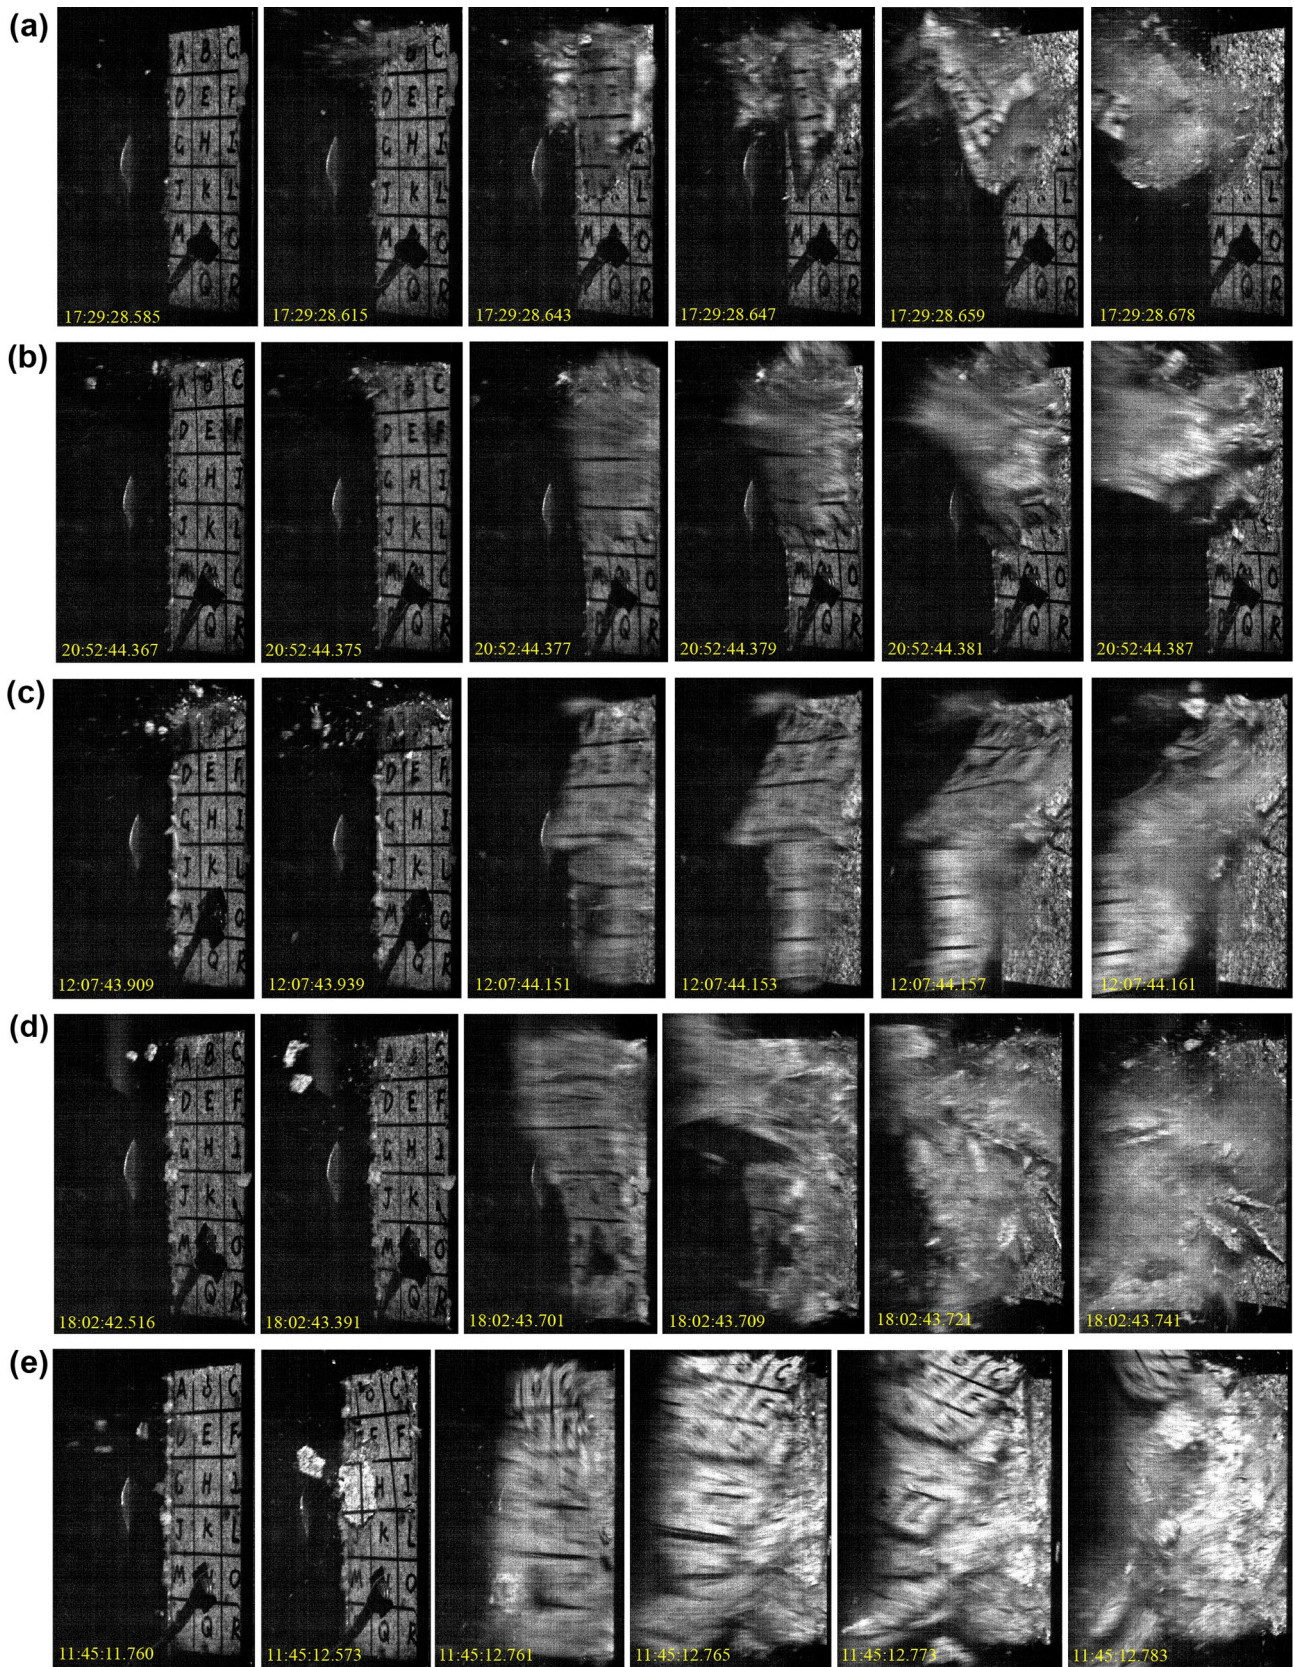 (a)
A B C A B C C
D E F D E F
G H I G H I
J K L J K L J K L L
M O M O O M O M O O
Q R Q R Q R Q R Q R Q R
17:29:28.585 17:29:28.615 17:29:28.643 17:29:28.647 17:29:28.659 17:29:28.678
(b)
A B C B C
D E F D E F
G H I G H I
J K L J K L
M M M M O M
Q R Q R Q R Q R Q R R
20:52:44.367 20:52:44.375 20:52:44.377 20:52:44.379 20:52:44.381 20:52:44.387
(c)
D E F D E F
G H I G H I
J K L J K L
M O M O
Q R Q R
12:07:43.909 12:07:43.939 12:07:44.151 12:07:44.153 12:07:44.157 12:07:44.161
(d)
A B C
D E F D E F
G H I G H I
J K J K
M O M O
Q R Q R
18:02:42.516 18:02:43.391 18:02:43.701 18:02:43.709 18:02:43.721 18:02:43.741
(e)
A B C B C C
D E F F
G H I H I
J K L K L
M O M O
Q R Q R
11:45:11.760 11:45:12.573 11:45:12.761 11:45:12.765 11:45:12.773 11:45:12.783